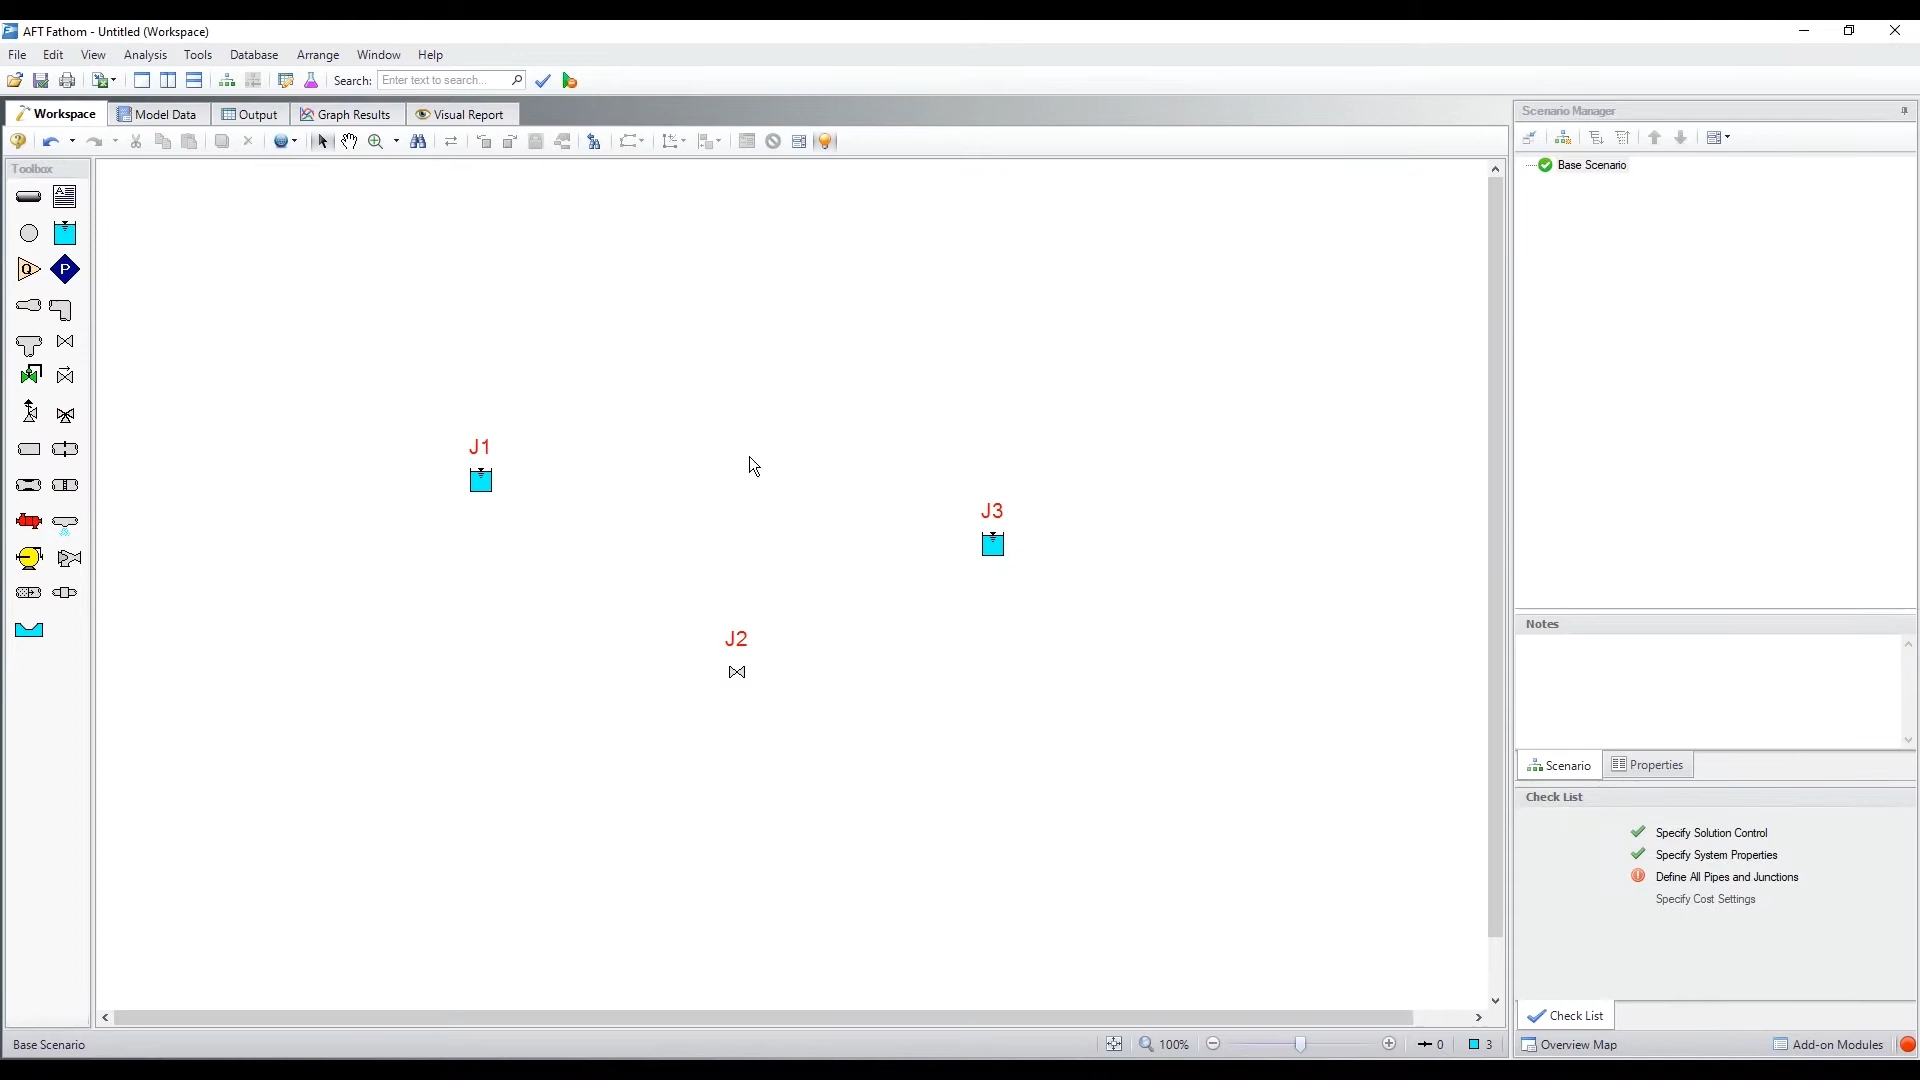 AFT Fathom - Untitled (Workspace)
File Edit View Analysis Tools Database Arrange Window Help
Search: Enter text to search...
Workspace Model Data Output Graph Results Visual Report
Scenario Manager
Toolbox
Base Scenario
A
Q P
J1
J3
J2
Notes
Scenario Properties
Check List
Specify Solution Control
Specify System Properties
Define All Pipes and Junctions
Specify Cost Settings
Check List
Base Scenario 100% 0 3 Overview Map Add-on Modules